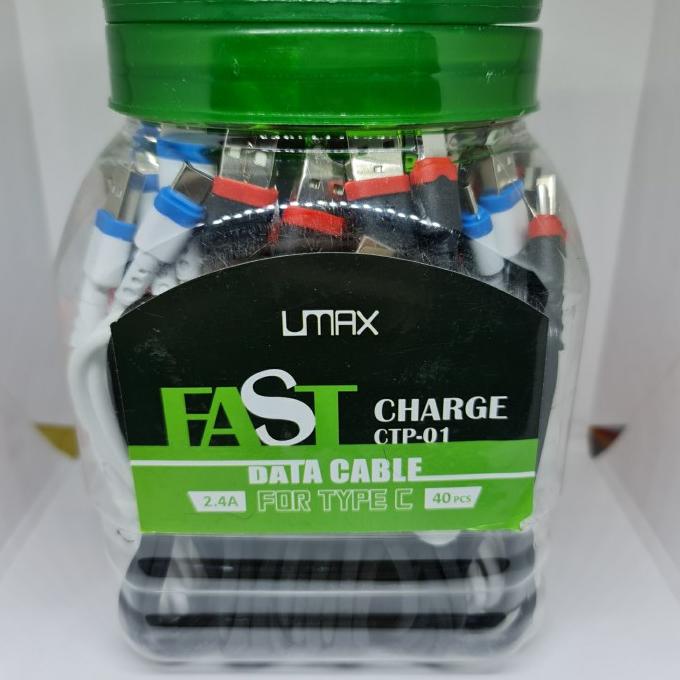 UMAX
FAST CHARGE
CTP-01
DATA CABLE
2.4A FOR TYPE C 40 PCS